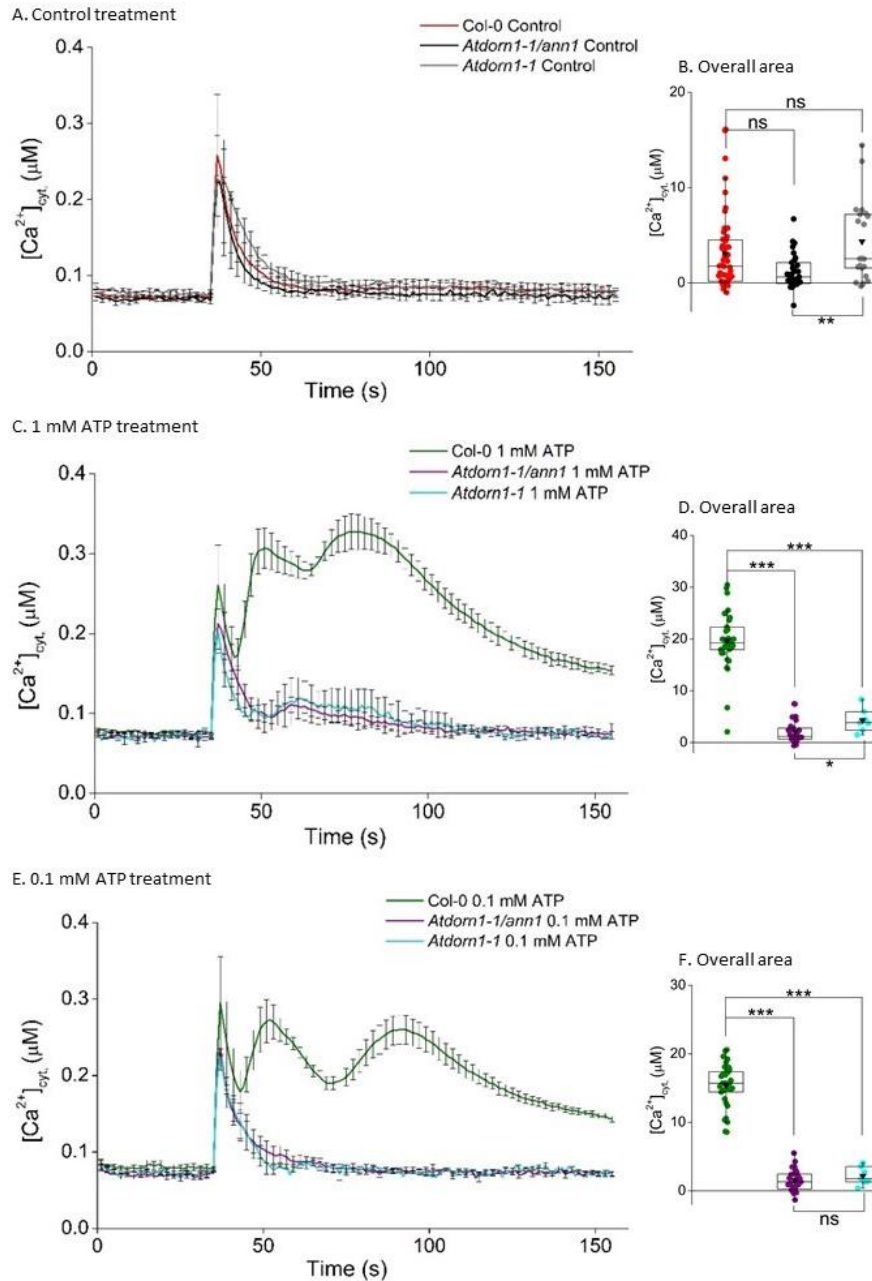 A. Control treatment
Col-0 Control
Atdorn1-1/ann1 Control
Atdorn1-1 Control
0.4
0.3
0.2
0.1
0.0
[Ca²⁺]cyt. (µM)
0
50
100
150
Time (s)
B. Overall area
20
10
0
[Ca²⁺]cyt. (µM)
ns
ns
**
C. 1 mM ATP treatment
Col-0 1 mM ATP
Atdorn1-1/ann1 1 mM ATP
Atdorn1-1 1 mM ATP
0.4
0.3
0.2
0.1
0.0
[Ca²⁺]cyt. (µM)
0
50
100
150
Time (s)
D. Overall area
40
30
20
10
0
[Ca²⁺]cyt. (µM)
***
***
*
E. 0.1 mM ATP treatment
Col-0 0.1 mM ATP
Atdorn1-1/ann1 0.1 mM ATP
Atdorn1-1 0.1 mM ATP
0.4
0.3
0.2
0.1
0.0
[Ca²⁺]cyt. (µM)
0
50
100
150
Time (s)
F. Overall area
30
20
10
0
[Ca²⁺]cyt. (µM)
***
***
ns